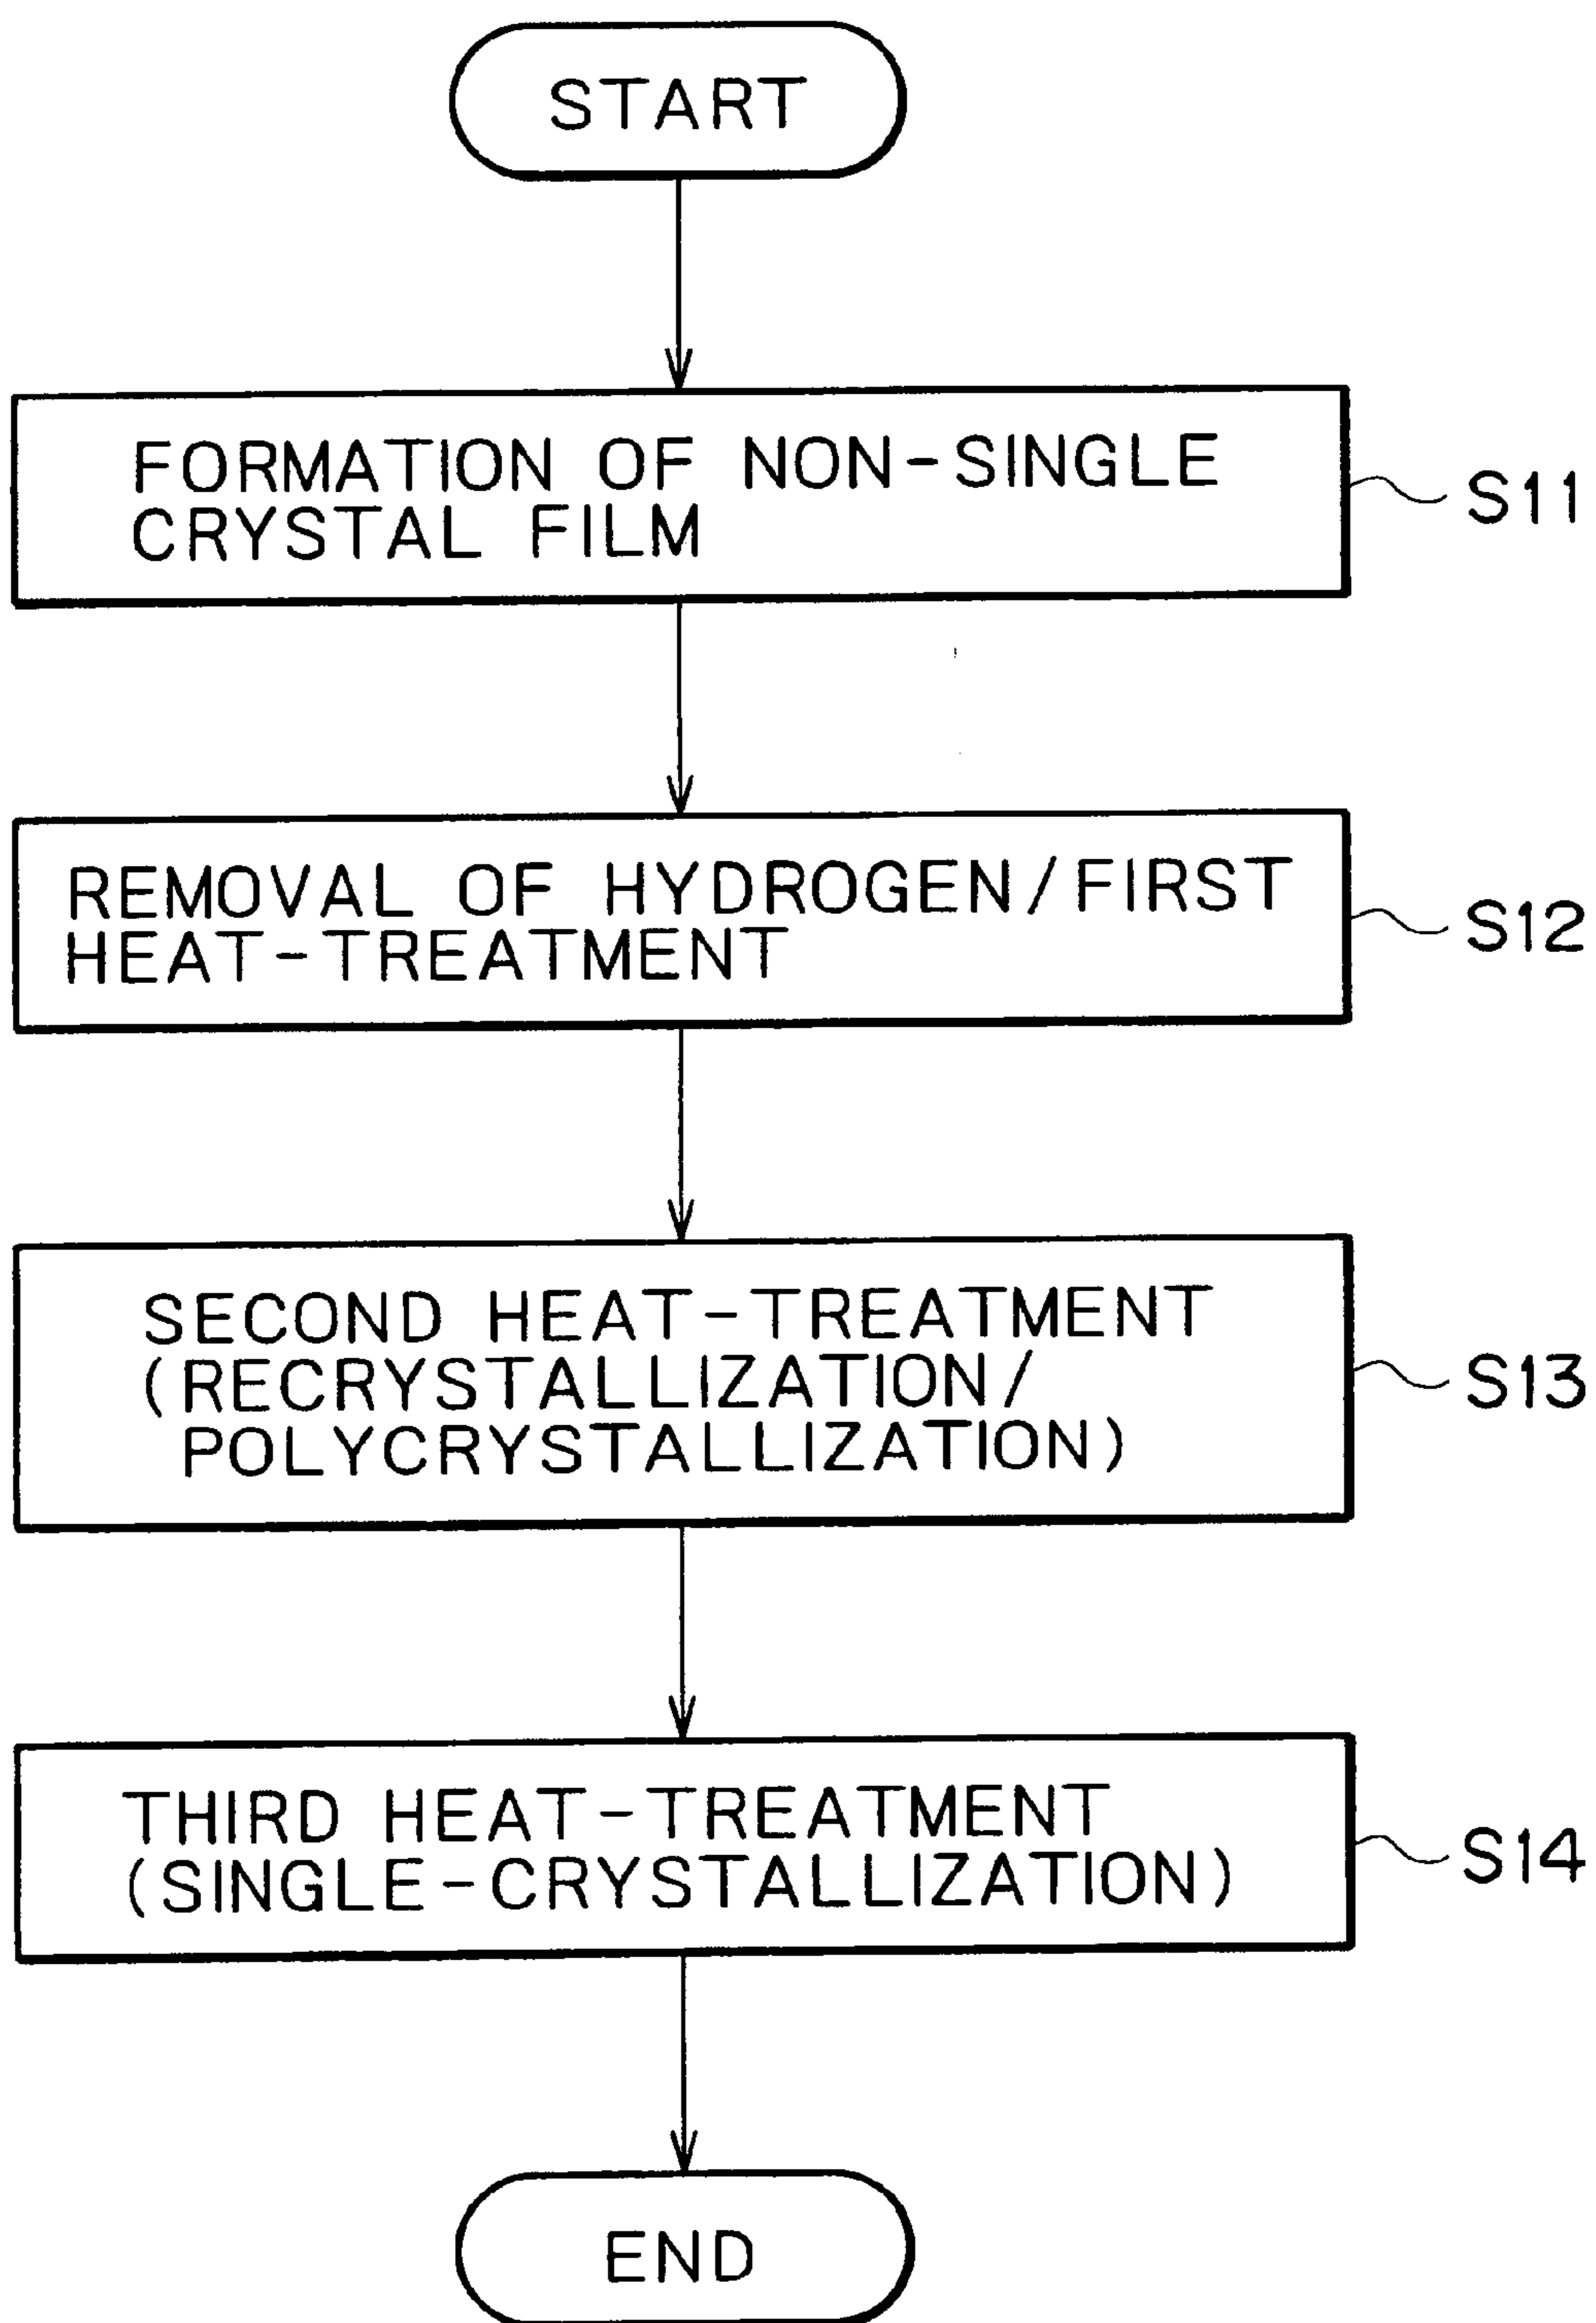 START
FORMATION OF NON-SINGLE
CRYSTAL FILM
S11
REMOVAL OF HYDROGEN/FIRST
HEAT-TREATMENT
S12
SECOND HEAT-TREATMENT
(RECRYSTALLIZATION/
POLYCRYSTALLIZATION)
S13
THIRD HEAT-TREATMENT
(SINGLE-CRYSTALLIZATION)
S14
END